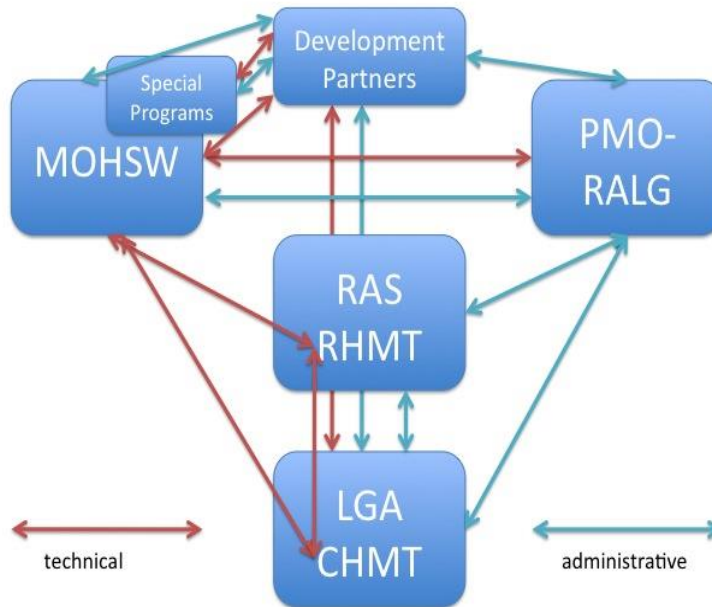 Development
Partners
Special
Programs
MOHSW
PMO-
RALG
RAS
RHMT
LGA
CHMT
technical
administrative